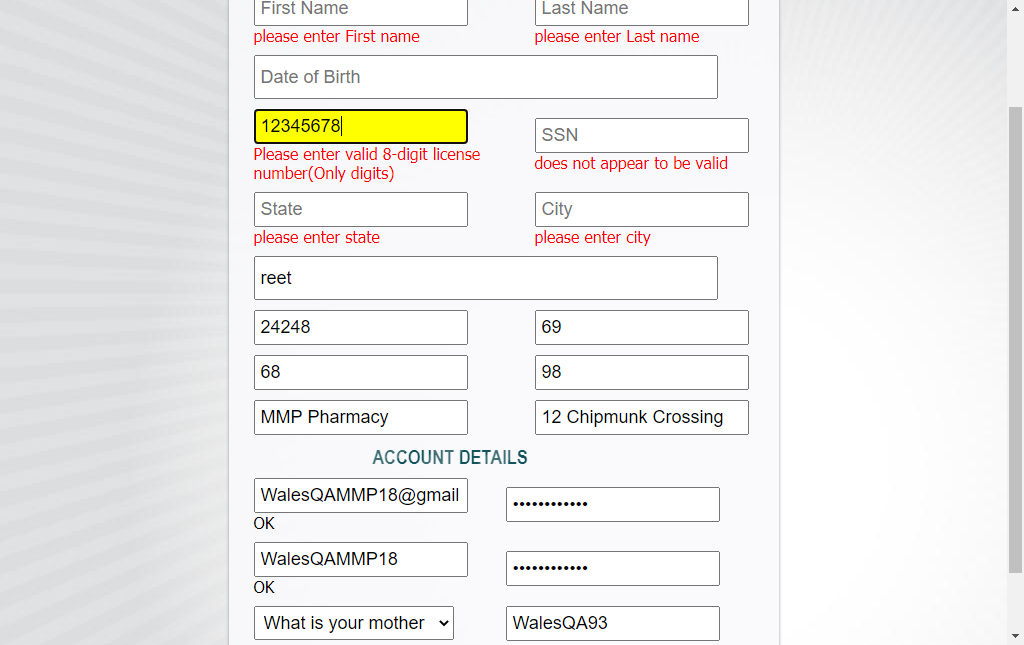 First Name Last Name
please enter First name please enter Last name
Date of Birth
12345678 SSN
Please enter valid 8-digit license number(Only digits) does not appear to be valid
State City
please enter state please enter city
reet
24248 69
68 98
MMP Pharmacy 12 Chipmunk Crossing
ACCOUNT DETAILS
WalesQAMMP18@gmail ••••••••••••
OK
WalesQAMMP18 ••••••••••••
OK
What is your mother WalesQA93